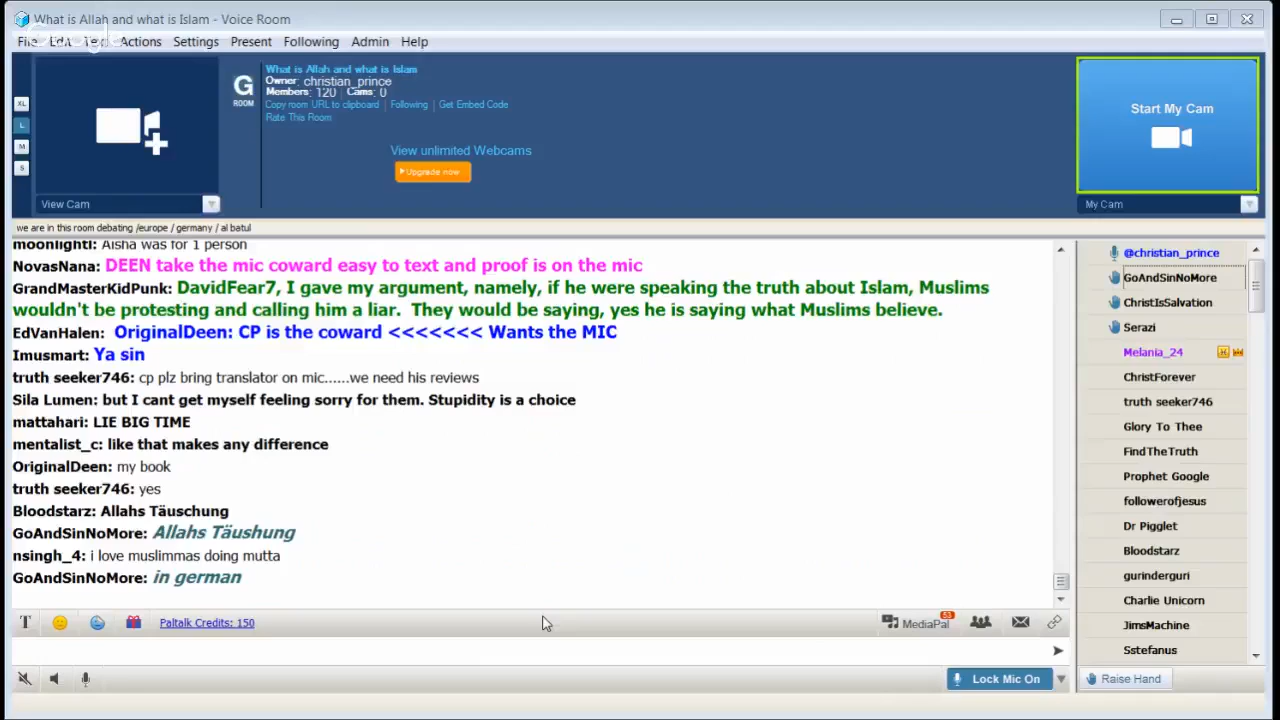 What is Allah and what is Islam - Voice Room
Google
File Edit Text Actions Settings Present Following Admin Help
XL
L
M
S
View Cam
G
ROOM
What is Allah and what is Islam
Owner: christian_prince
Members: 120 Cams: 0
Copy room URL to clipboard | Following | Get Embed Code
Rate This Room
View unlimited Webcams
Upgrade now
Start My Cam
My Cam
we are in this room debating /europe / germany / al batul
moonlighti: Aisha was for 1 person
NovasNana: DEEN take the mic coward easy to text and proof is on the mic
GrandMasterKidPunk: DavidFear7, I gave my argument, namely, if he were speaking the truth about Islam, Muslims
wouldn't be protesting and calling him a liar. They would be saying, yes he is saying what Muslims believe.
EdVanHalen: OriginalDeen: CP is the coward <<<<<<< Wants the MIC
Imusmart: Ya sin
truth seeker746: cp plz bring translator on mic......we need his reviews
Sila Lumen: but I cant get myself feeling sorry for them. Stupidity is a choice
mattahari: LIE BIG TIME
mentalist_c: like that makes any difference
OriginalDeen: my book
truth seeker746: yes
Bloodstarz: Allahs Täuschung
GoAndSinNoMore: Allahs Täushung
nsingh_4: i love muslimmas doing mutta
GoAndSinNoMore: in german
@christian_prince
GoAndSinNoMore
ChristIsSalvation
Serazi
Melania_24
ChristForever
truth seeker746
Glory To Thee
FindTheTruth
Prophet Google
followerofjesus
Dr Pigglet
Bloodstarz
gurinderguri
Charlie Unicorn
JimsMachine
Sstefanus
T
Paltalk Credits: 150
MediaPal
53
Lock Mic On
Raise Hand